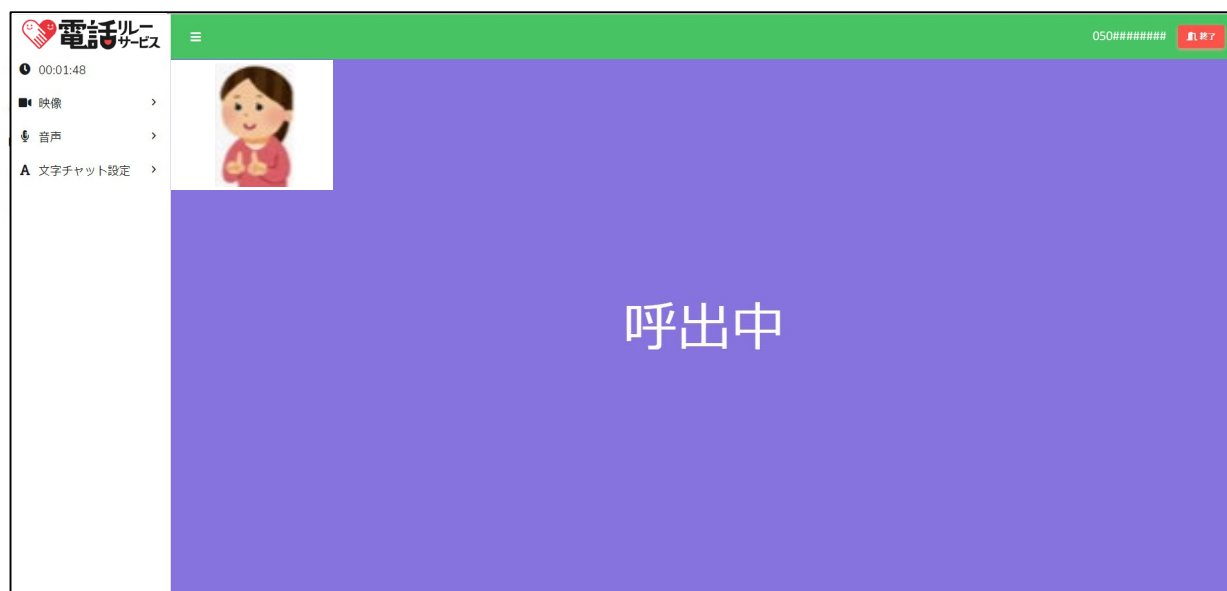 電話リレーサービス
050########
終了
00:01:48
映像
音声
A 文字チャット設定
呼出中